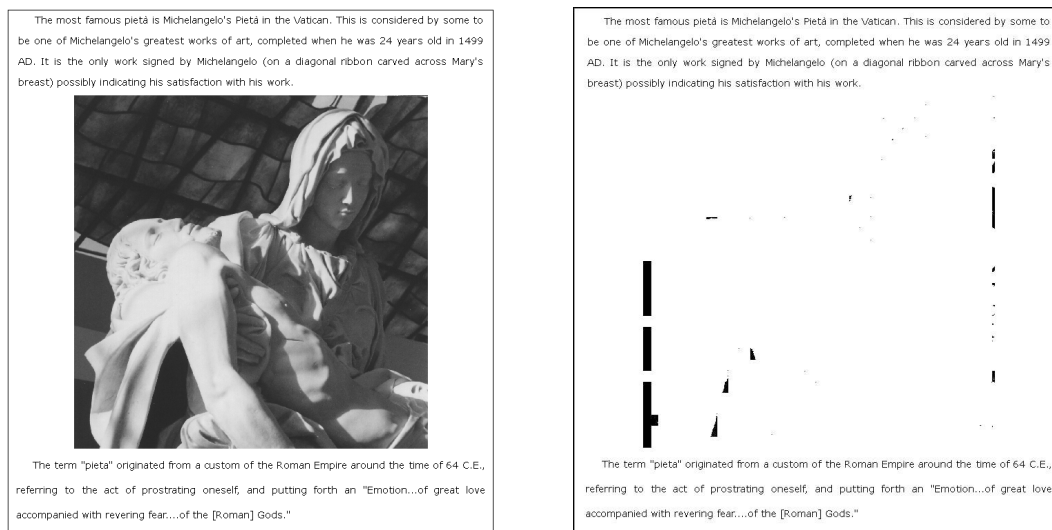 The most famous pietá is Michelangelo's Pietá in the Vatican. This is considered by some to
be one of Michelangelo's greatest works of art, completed when he was 24 years old in 1499
AD. It is the only work signed by Michelangelo (on a diagonal ribbon carved across Mary's
breast) possibly indicating his satisfaction with his work.
The term "pieta" originated from a custom of the Roman Empire around the time of 64 C.E.,
referring to the act of prostrating oneself, and putting forth an "Emotion...of great love
accompanied with revering fear....of the [Roman] Gods."
The most famous pietá is Michelangelo's Pietá in the Vatican. This is considered by some to
be one of Michelangelo's greatest works of art, completed when he was 24 years old in 1499
AD. It is the only work signed by Michelangelo (on a diagonal ribbon carved across Mary's
breast) possibly indicating his satisfaction with his work.
The term "pieta" originated from a custom of the Roman Empire around the time of 64 C.E.,
referring to the act of prostrating oneself, and putting forth an "Emotion...of great love
accompanied with revering fear....of the [Roman] Gods."